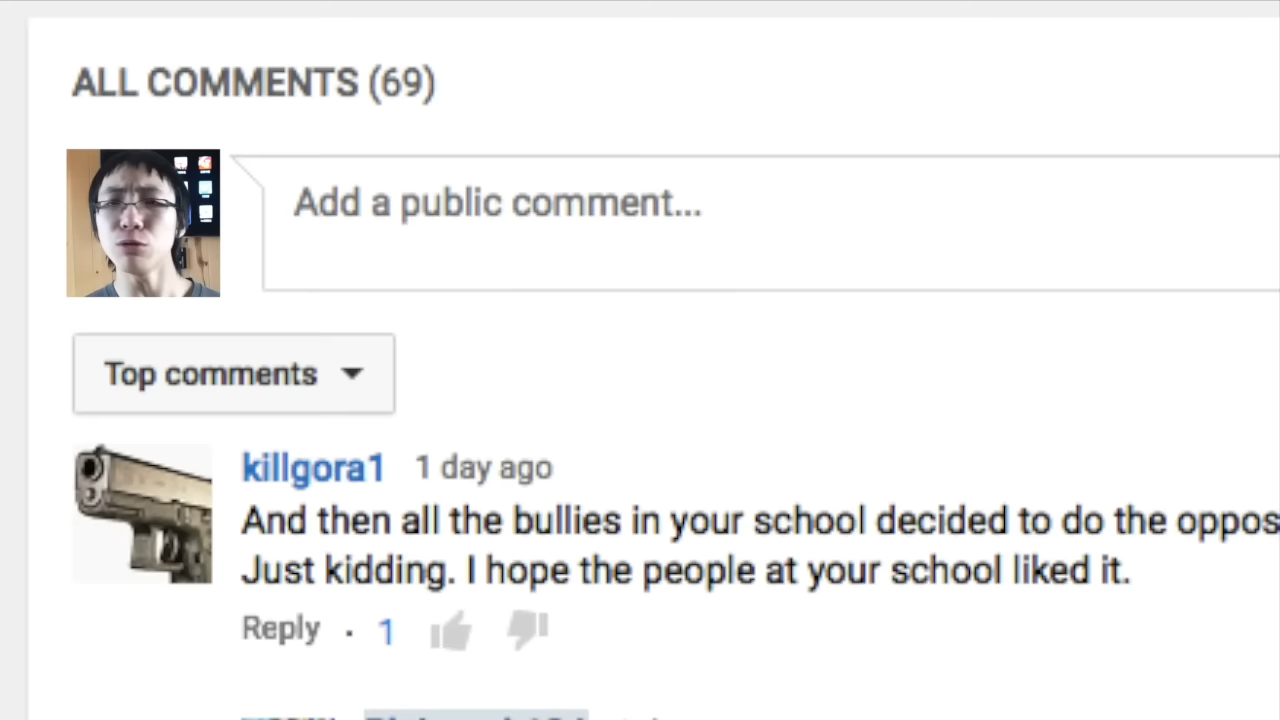 ALL COMMENTS (69)
Add a public comment...
Top comments
killgora1 1 day ago
And then all the bullies in your school decided to do the oppos
Just kidding. I hope the people at your school liked it.
Reply · 1